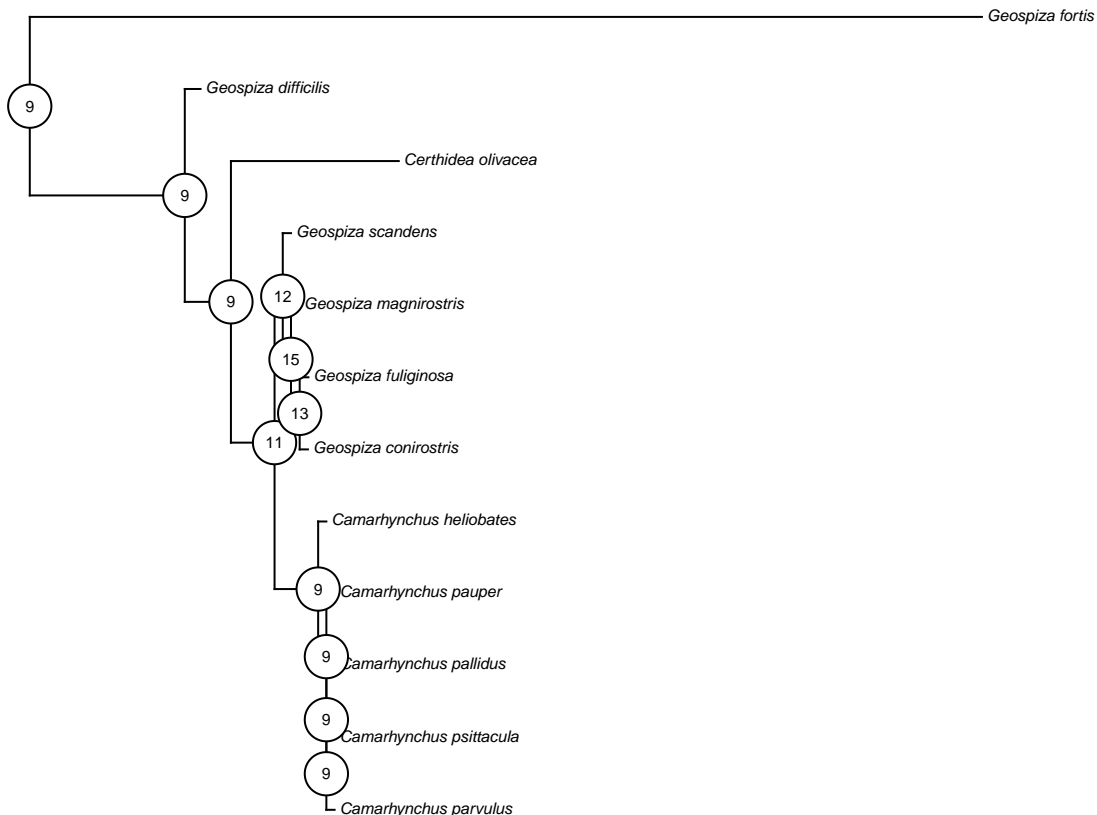 Geospiza fortis
Geospiza difficilis
9
Certhidea olivacea
9
Geospiza scandens
12
9
Geospiza magnirostris
15
Geospiza fuliginosa
13
11
Geospiza conirostris
Camarhynchus heliobates
9
Camarhynchus pauper
9
Camarhynchus pallidus
9
Camarhynchus psittacula
9
Camarhynchus parvulus